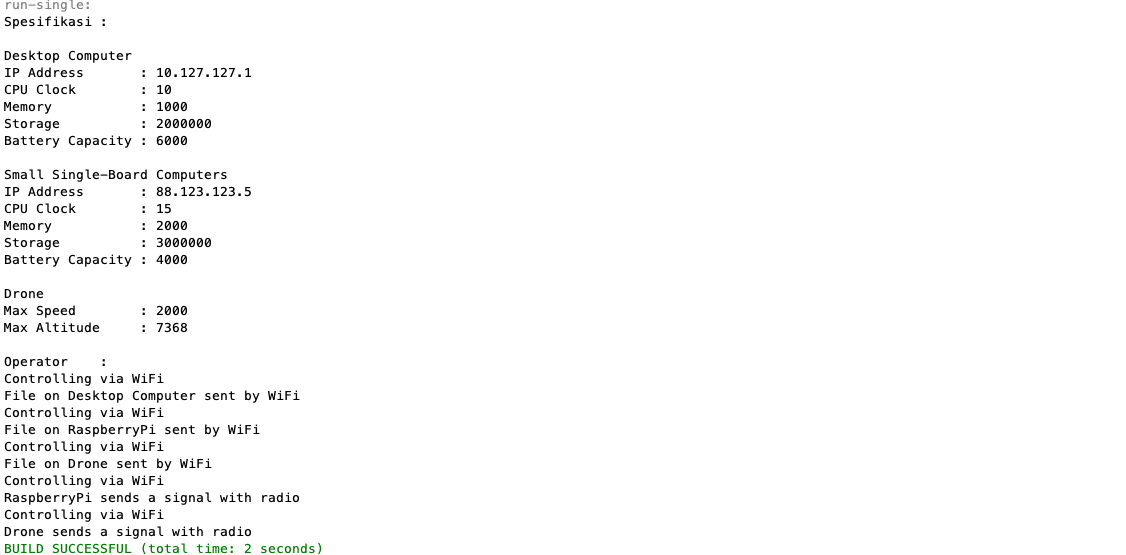 run-single:
Spesifikasi :
Desktop Computer
IP Address       : 10.127.127.1
CPU Clock        : 10
Memory           : 1000
Storage          : 2000000
Battery Capacity : 6000
Small Single-Board Computers
IP Address       : 88.123.123.5
CPU Clock        : 15
Memory           : 2000
Storage          : 3000000
Battery Capacity : 4000
Drone
Max Speed        : 2000
Max Altitude     : 7368
Operator    :
Controlling via WiFi
File on Desktop Computer sent by WiFi
Controlling via WiFi
File on RaspberryPi sent by WiFi
Controlling via WiFi
File on Drone sent by WiFi
Controlling via WiFi
RaspberryPi sends a signal with radio
Controlling via WiFi
Drone sends a signal with radio
BUILD SUCCESSFUL (total time: 2 seconds)